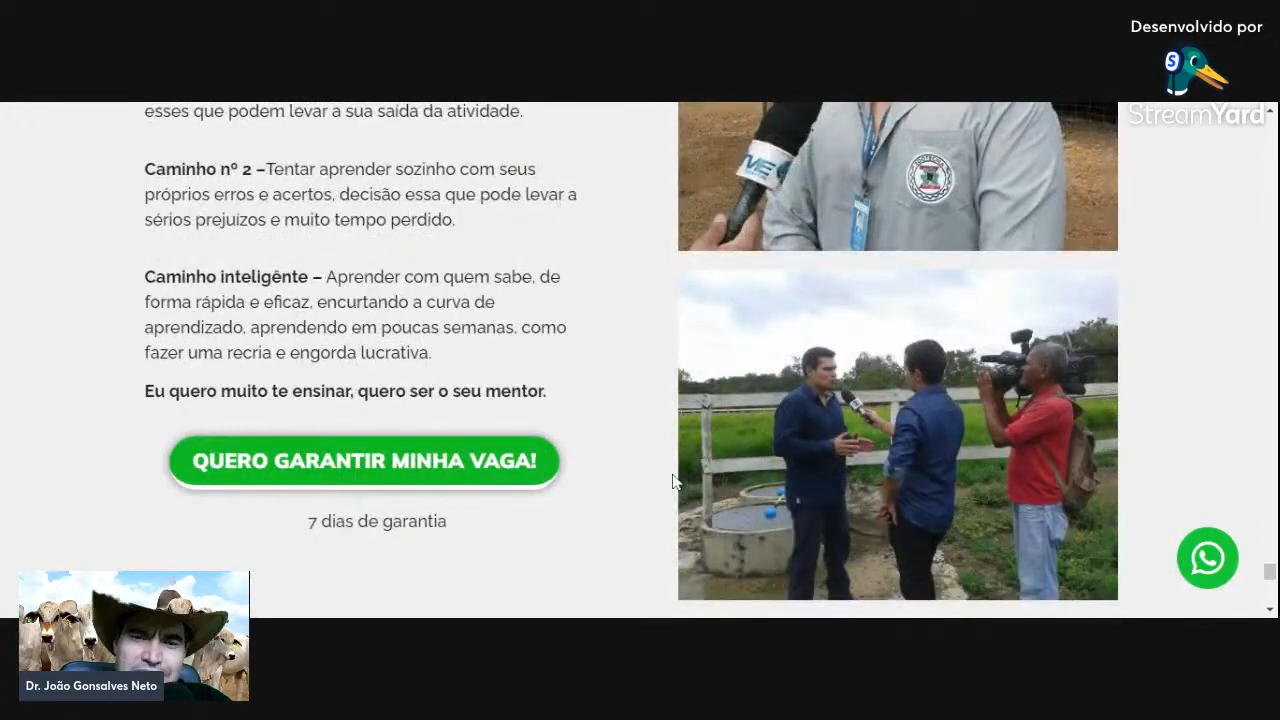 Desenvolvido por
S
StreamYard
esses que podem levar a sua saída da atividade.
Caminho nº 2 –Tentar aprender sozinho com seus
próprios erros e acertos, decisão essa que pode levar a
sérios prejuízos e muito tempo perdido.
Caminho inteligênte – Aprender com quem sabe, de
forma rápida e eficaz, encurtando a curva de
aprendizado, aprendendo em poucas semanas, como
fazer uma recria e engorda lucrativa.
Eu quero muito te ensinar, quero ser o seu mentor.
QUERO GARANTIR MINHA VAGA!
7 dias de garantia
Dr. João Gonsalves Neto